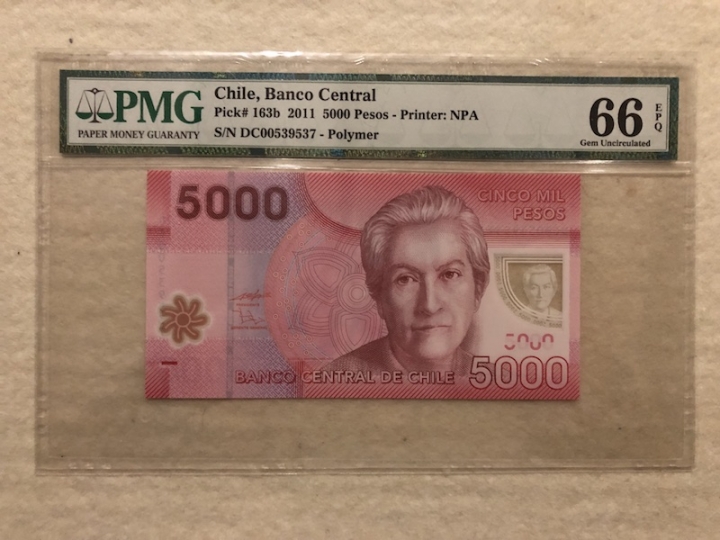 PMG
PAPER MONEY GUARANTY
Chile, Banco Central
Pick# 163b 2011 5000 Pesos - Printer: NPA
S/N DC00539537 - Polymer
66 EPQ
Gem Uncirculated
5000
CINCO MIL
PESOS
BANCO CENTRAL DE CHILE
5000